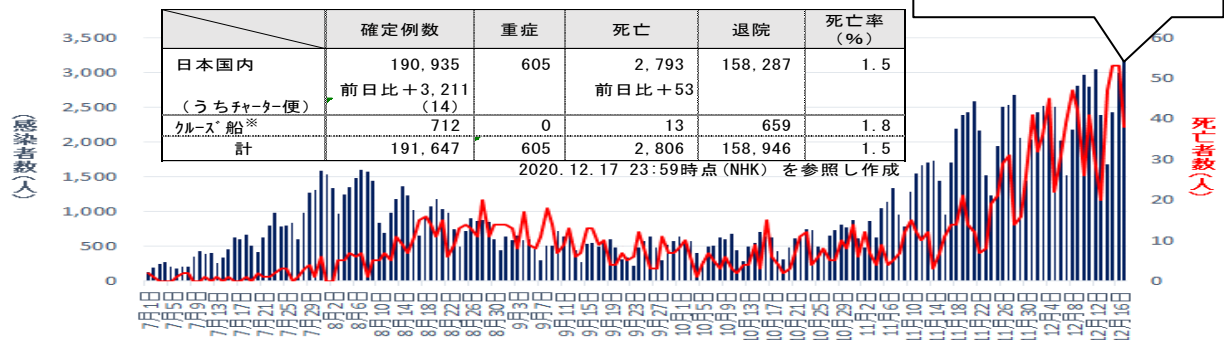 確定例数 重症 死亡 退院 死亡率
(%)
日本国内 190,935 605 2,793 158,287 1.5
前日比+3,211 前日比+53
(うちチャーター便) (14)
クルーズ船※ 712 0 13 659 1.8
計 191,647 605 2,806 158,946 1.5
2020.12.17 23:59時点(NHK) を参照し作成
感染者数(人)
3,500
3,000
2,500
2,000
1,500
1,000
500
0
60
50
40
30
20
10
0
死亡者数(人)
7月1日
7月5日
7月9日
7月13日
7月17日
7月21日
7月25日
7月29日
8月2日
8月6日
8月10日
8月14日
8月18日
8月22日
8月26日
8月30日
9月3日
9月7日
9月11日
9月15日
9月19日
9月23日
9月27日
10月1日
10月5日
10月9日
10月13日
10月17日
10月21日
10月25日
10月29日
11月2日
11月6日
11月10日
11月14日
11月18日
11月22日
11月26日
11月30日
12月4日
12月8日
12月12日
12月16日